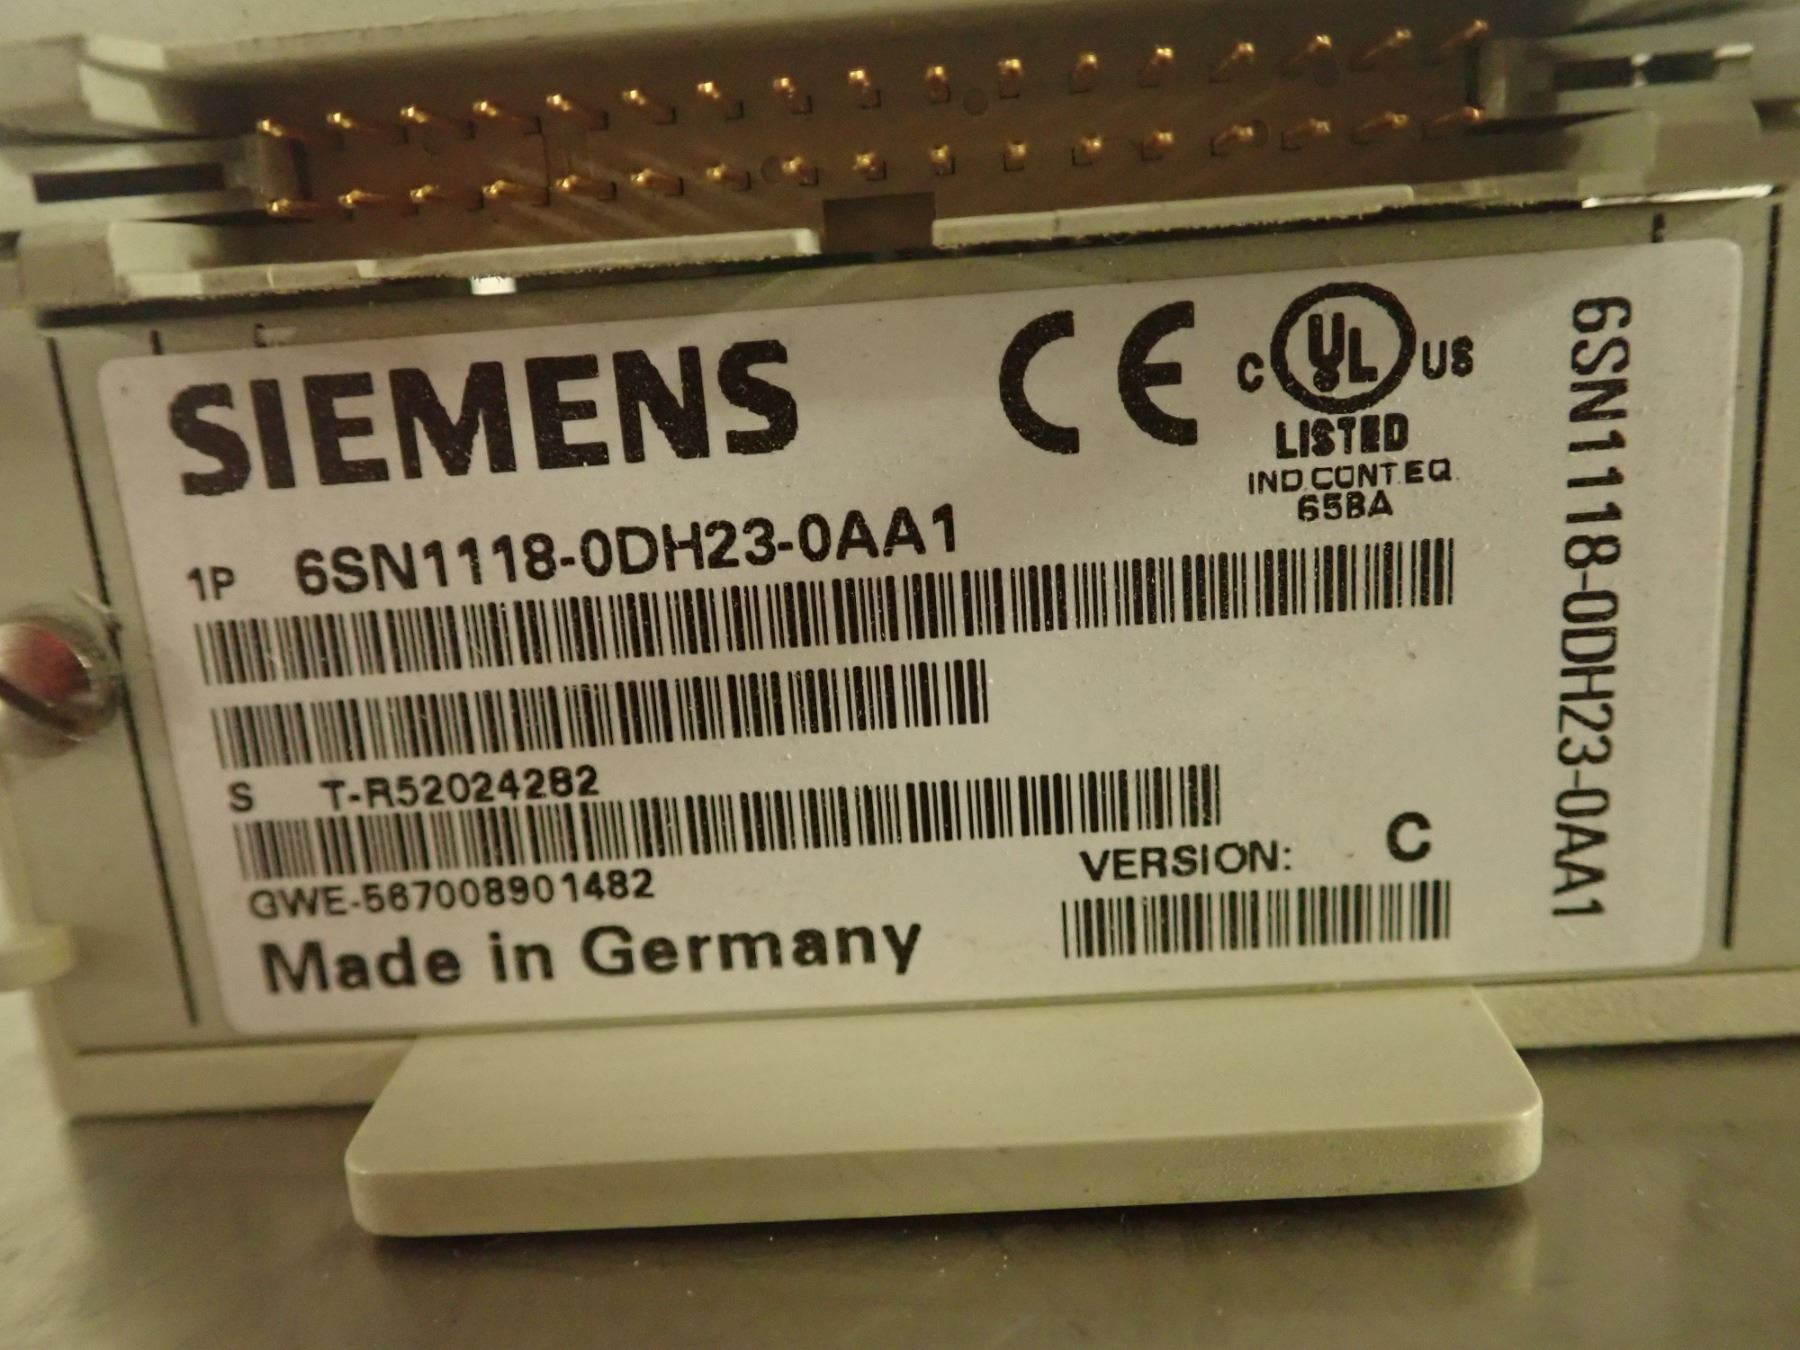 SIEMENS
CE
C UL US
LISTED
IND.CONT.EQ.
65BA
1P 6SN1118-0DH23-0AA1
S T-R52024282
GWE-567008901482
VERSION: C
Made in Germany
6SN1118-0DH23-0AA1